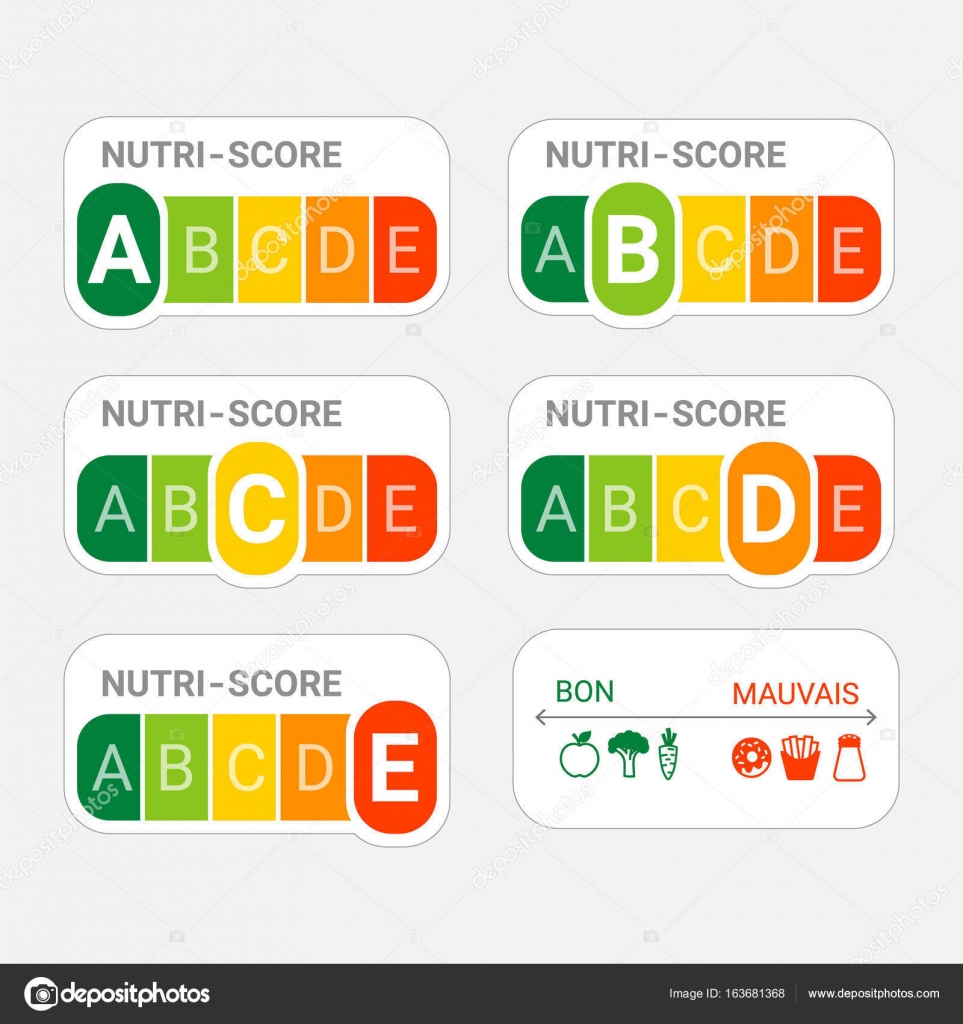 NUTRI-SCORE
A B C D E
NUTRI-SCORE
A B C D E
NUTRI-SCORE
A B C D E
NUTRI-SCORE
A B C D E
NUTRI-SCORE
A B C D E
BON MAUVAIS
depositphotos
Image ID: 163681368 www.depositphotos.com